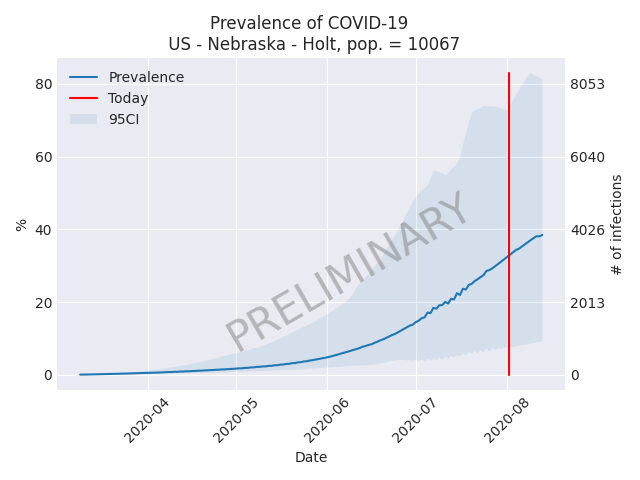 Prevalence of COVID-19
US - Nebraska - Holt, pop. = 10067
Prevalence
Today
95CI
80
60
40
20
0
%
8053
6040
4026
2013
0
# of infections
PRELIMINARY
2020-04
2020-05
2020-06
2020-07
2020-08
Date